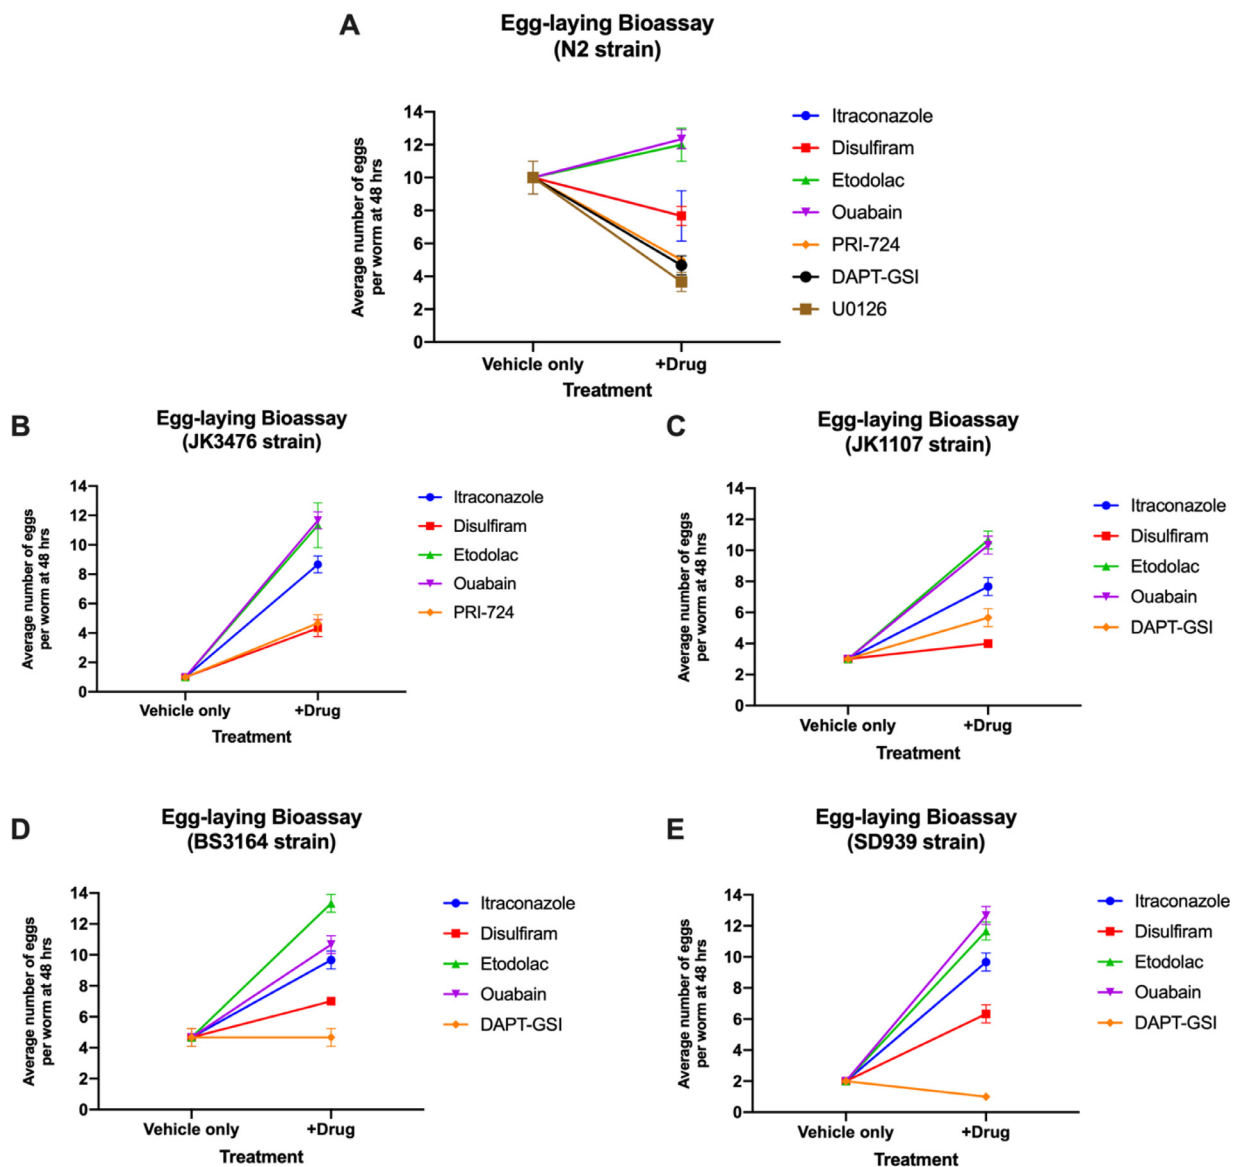 A
Egg-laying Bioassay
(N2 strain)
Average number of eggs
per worm at 48 hrs
14
12
10
8
6
4
2
0
Vehicle only
+Drug
Treatment
Itraconazole
Disulfiram
Etodolac
Ouabain
PRI-724
DAPT-GSI
U0126
B
Egg-laying Bioassay
(JK3476 strain)
Average number of eggs
per worm at 48 hrs
14
12
10
8
6
4
2
0
Vehicle only
+Drug
Treatment
Itraconazole
Disulfiram
Etodolac
Ouabain
PRI-724
C
Egg-laying Bioassay
(JK1107 strain)
Average number of eggs
per worm at 48 hrs
14
12
10
8
6
4
2
0
Vehicle only
+Drug
Treatment
Itraconazole
Disulfiram
Etodolac
Ouabain
DAPT-GSI
D
Egg-laying Bioassay
(BS3164 strain)
Average number of eggs
per worm at 48 hrs
14
12
10
8
6
4
2
0
Vehicle only
+Drug
Treatment
Itraconazole
Disulfiram
Etodolac
Ouabain
DAPT-GSI
E
Egg-laying Bioassay
(SD939 strain)
Average number of eggs
per worm at 48 hrs
14
12
10
8
6
4
2
0
Vehicle only
+Drug
Treatment
Itraconazole
Disulfiram
Etodolac
Ouabain
DAPT-GSI